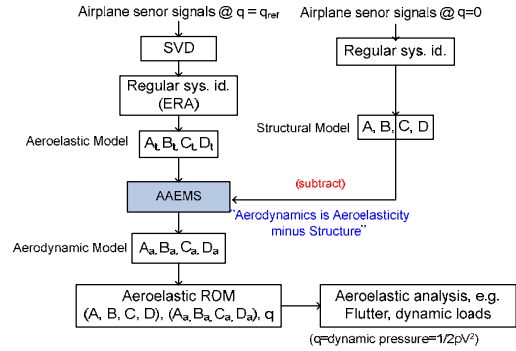 Airplane senor signals @ q = qref
Airplane senor signals @ q=0
SVD
Regular sys. id.
(ERA)
Regular sys. id.
Aeroelastic Model
At, Bt, Ct, Dt
Structural Model
A, B, C, D
(subtract)
AAEMS
"Aerodynamics is Aeroelasticity
minus Structure"
Aerodynamic Model
Aa, Ba, Ca, Da
Aeroelastic ROM
(A, B, C, D), (Aa, Ba, Ca, Da), q
Aeroelastic analysis, e.g.
Flutter, dynamic loads
(q=dynamic pressure=1/2pV²)